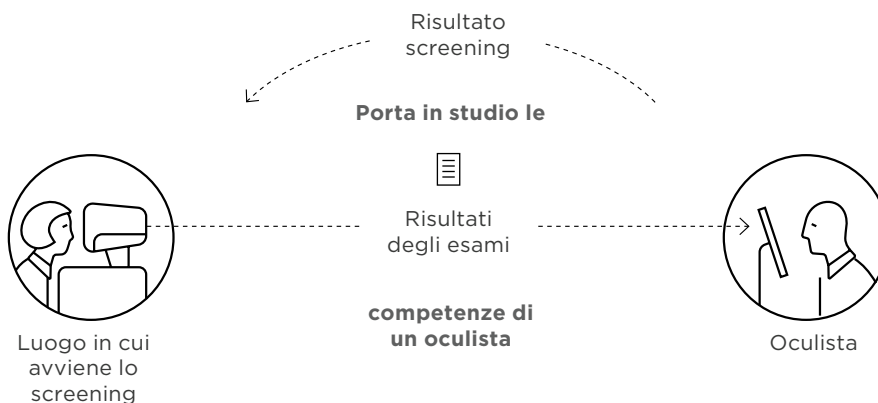 Risultato
screening
Porta in studio le
Risultati
degli esami
competenze di
un oculista
Luogo in cui
avviene lo
screening
Oculista